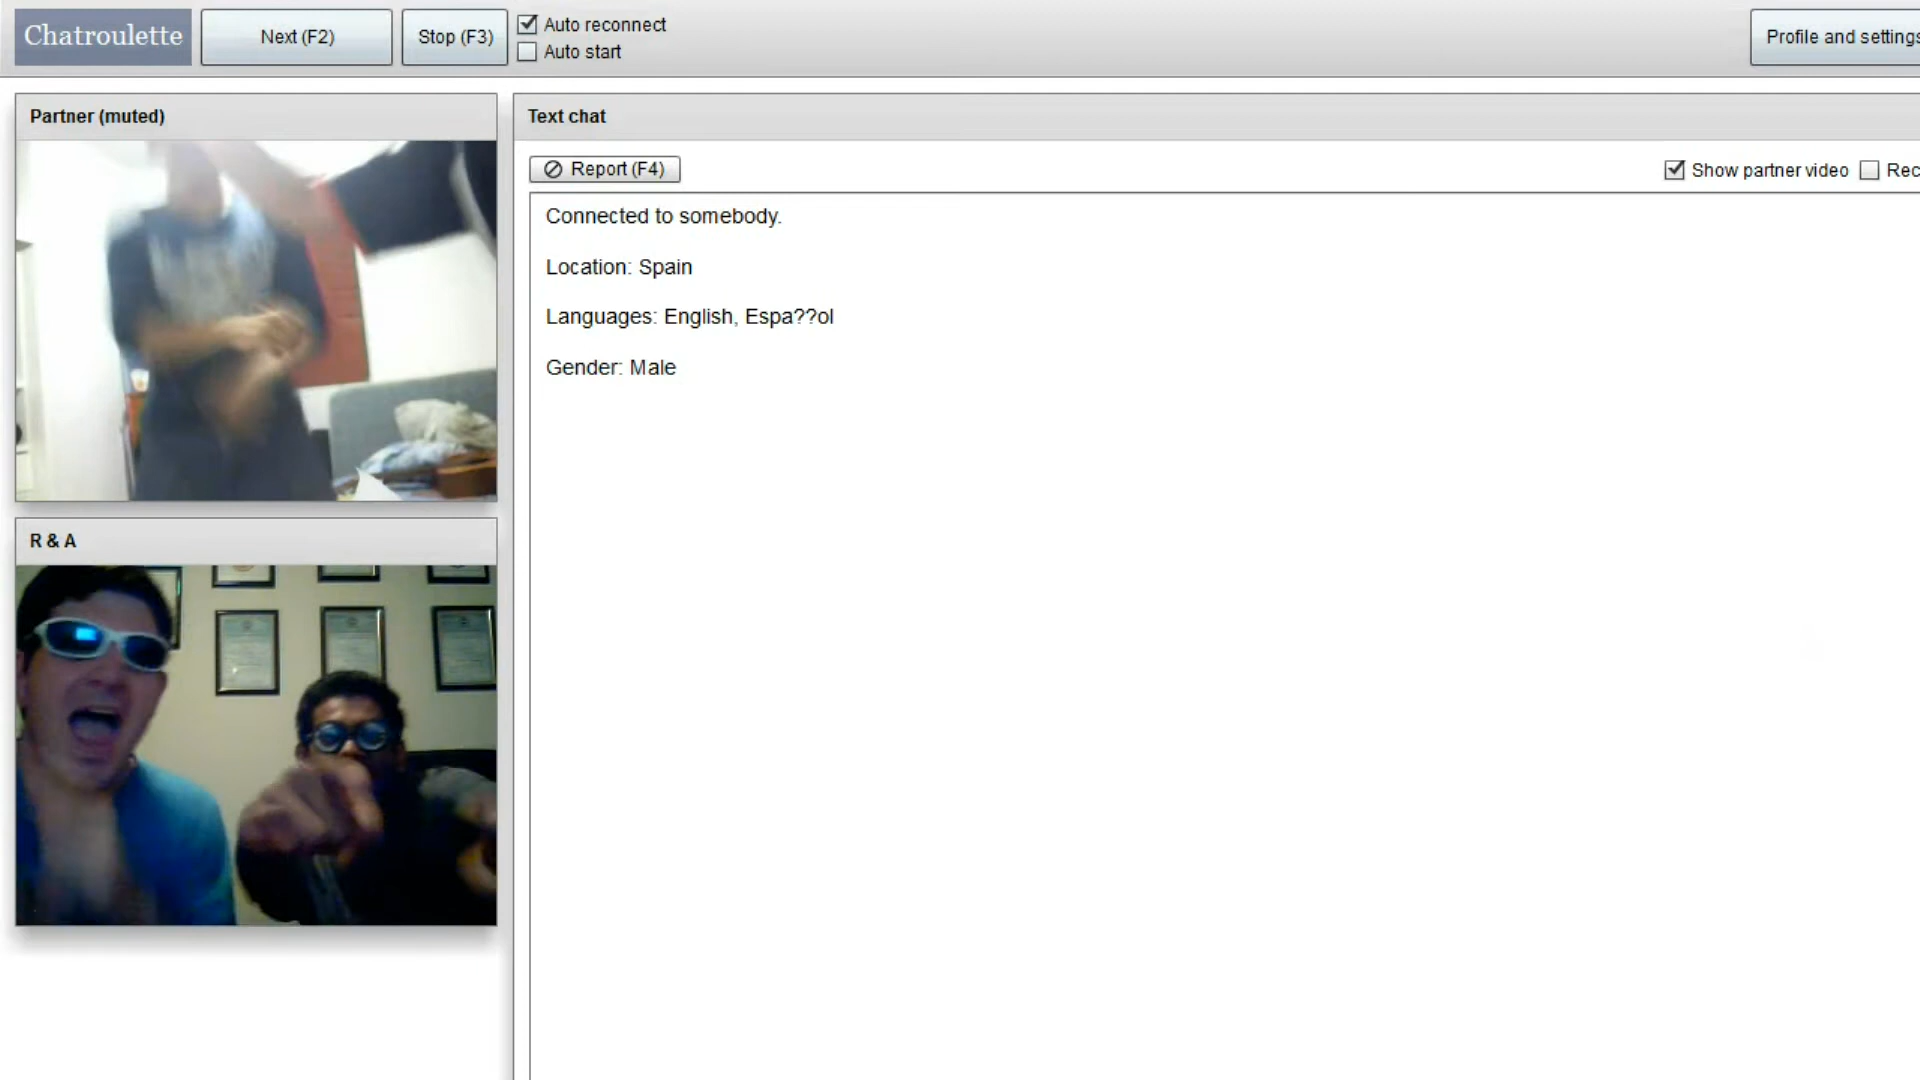 Chatroulette
Next (F2)
Stop (F3)
Auto reconnect
Auto start
Profile and settings
Partner (muted)
Text chat
Report (F4)
Show partner video
Rec
Connected to somebody.
Location: Spain
Languages: English, Espa??ol
Gender: Male
R & A